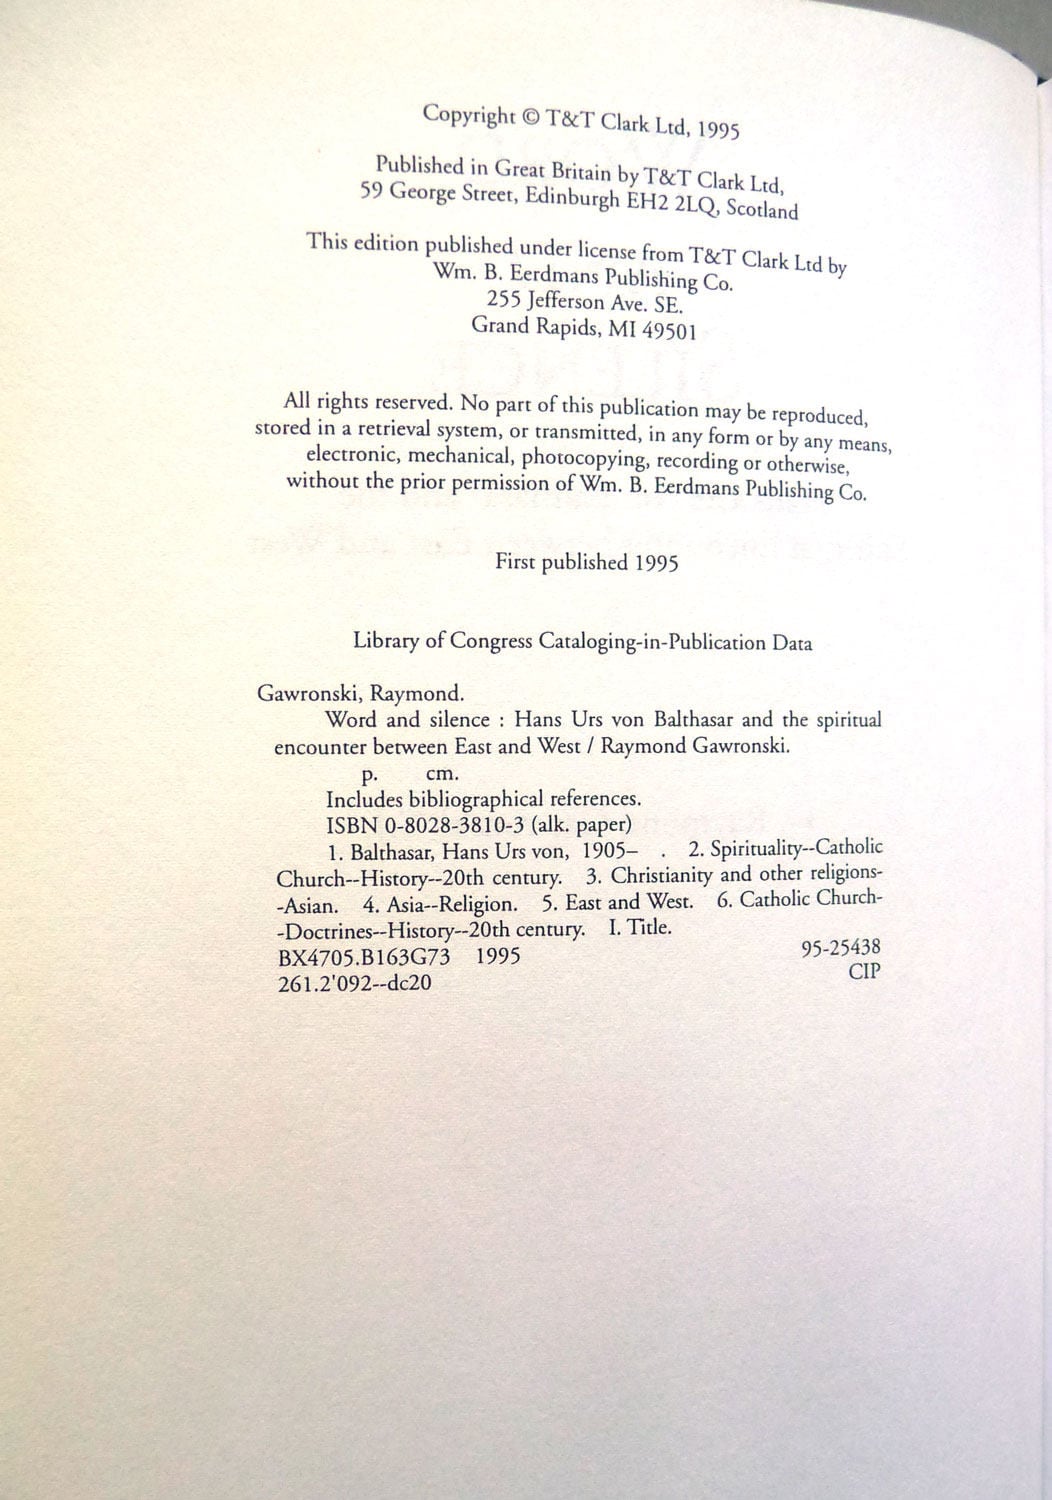 Copyright © T&T Clark Ltd, 1995
Published in Great Britain by T&T Clark Ltd,
59 George Street, Edinburgh EH2 2LQ, Scotland
This edition published under license from T&T Clark Ltd by
Wm. B. Eerdmans Publishing Co.
255 Jefferson Ave. SE.
Grand Rapids, MI 49501
All rights reserved. No part of this publication may be reproduced,
stored in a retrieval system, or transmitted, in any form or by any means,
electronic, mechanical, photocopying, recording or otherwise,
without the prior permission of Wm. B. Eerdmans Publishing Co.
First published 1995
Library of Congress Cataloging-in-Publication Data
Gawronski, Raymond.
Word and silence : Hans Urs von Balthasar and the spiritual
encounter between East and West / Raymond Gawronski.
p. cm.
Includes bibliographical references.
ISBN 0-8028-3810-3 (alk. paper)
1. Balthasar, Hans Urs von, 1905– . 2. Spirituality--Catholic
Church--History--20th century. 3. Christianity and other religions-
-Asian. 4. Asia--Religion. 5. East and West. 6. Catholic Church-
-Doctrines--History--20th century. I. Title.
BX4705.B163G73 1995 95-25438
261.2'092--dc20 CIP